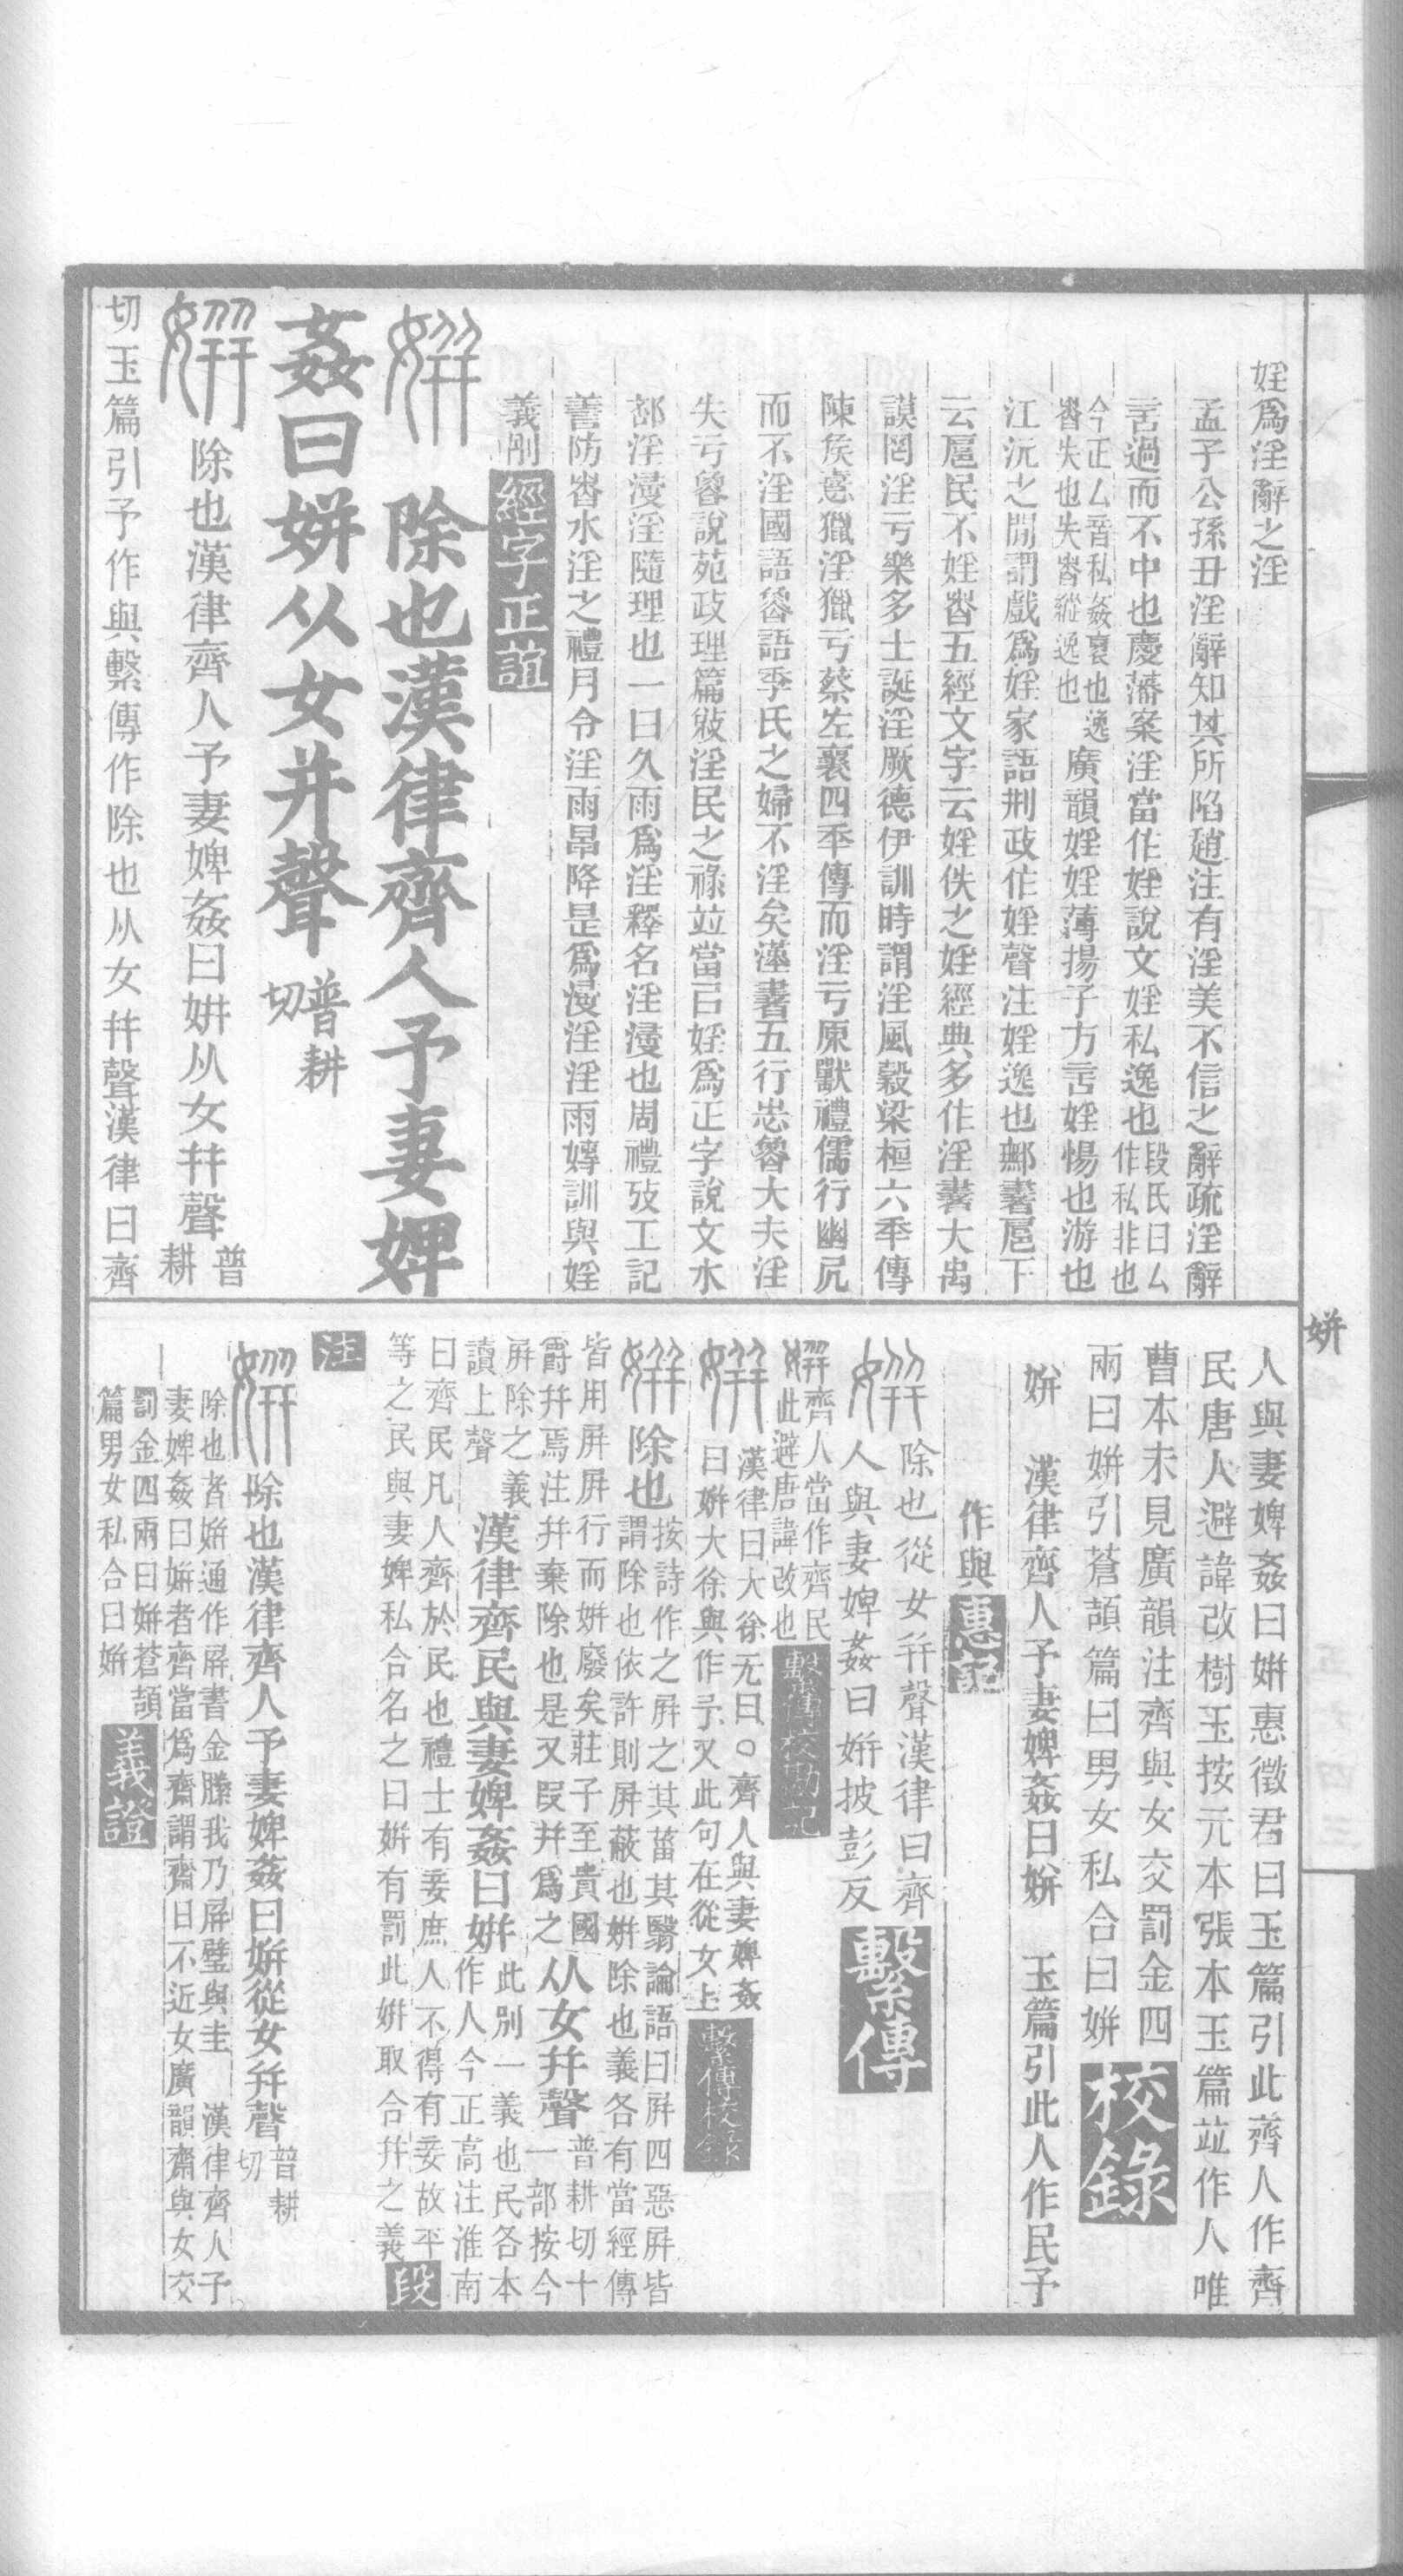 婬爲淫辭之淫
孟子公孫丑淫辭知其所陷趙注有淫美不信之辭疏淫辭
言過而不中也慶藩案淫當作婬說文婬私逸也段氏曰厶作私非也
今正厶音私姦衺也逸㫺失也失㫺縱逸也廣韻婬婬蕩揚子方言婬惕也游也
江沅之閒謂戲爲婬家語荆政作婬聲注婬逸也鄦書扈下
云扈民不婬㫺五經文字云婬佚之婬經典多作淫書大禹
謨罔淫亏樂多士誕淫厥德伊訓時謂淫風穀梁桓六秊傳
陳矦憙獵淫獵亏蔡左襄四秊傳而淫亏原獸禮儒行幽凥
而不淫國語魯語季氏之婦不淫矣漢書五行志魯大夫淫
失亏魯說苑政理篇敚淫民之祿竝當㠯婬爲正字說文水
部淫浸淫隨理也一曰久雨爲淫釋名淫浸也周禮攷工記
善防㫺水淫之禮月令淫雨蚤降是爲浸淫淫雨𡠗訓與婬
義剛 經字正誼
姘 除也漢律齊人予妻婢
姦曰姘从女并聲 普耕切
姘 除也漢律齊人予妻婢姦曰姘从女幷聲 普耕
切玉篇引予作與繫傳作除也从女幷聲漢律曰齊
姘
人與妻婢姦曰姘惠徵君曰玉篇引此齊人作齊
民唐人避諱改樹玉按元本張本玉篇竝作人唯
曹本未見廣韻注齊與女交罰金四
兩曰姘引蒼頡篇曰男女私合曰姘 校錄
姘 漢律齊人予妻婢姦曰姘 玉篇引此人作民予
作與 惠記
姘 除也從女幷聲漢律曰齊
人與妻婢姦曰姘披彭反 繫傳
姘齊人當作齊民
此避唐諱改也 繫傳校勘記
姘 漢律曰大徐无曰○齊人與妻婢姦
曰姘大徐與作予又此句在從女上 繫傳校錄
姘 除也 按詩作之屏之其菑其翳論語曰屏四惡屏皆
謂除也依許則屏蔽也姘除也義各有當經傳
皆用屏屏行而姘廢矣莊子至貴國
爵幷焉注幷棄除也是又叚幷爲之 从女幷聲 普耕切十
一部按今
屏除之義
讀上聲 漢律齊民與妻婢姦曰姘 此別一義也民各本
作人今正高注淮南
曰齊民凡人齊於民也禮士有妾庶人不得有妾故平
等之民與妻婢私合名之曰姘有罰此姘取合幷之義 段
注
姘 除也漢律齊人予妻婢姦曰姘從女幷聲 普耕切
除也者姘通作屏書金縢我乃屏璧與圭 漢律齊人予
妻婢姦曰姘者齊當爲齋謂齋日不近女廣韻齋與女交
罰金四兩曰姘蒼頡
篇男女私合曰姘 義證